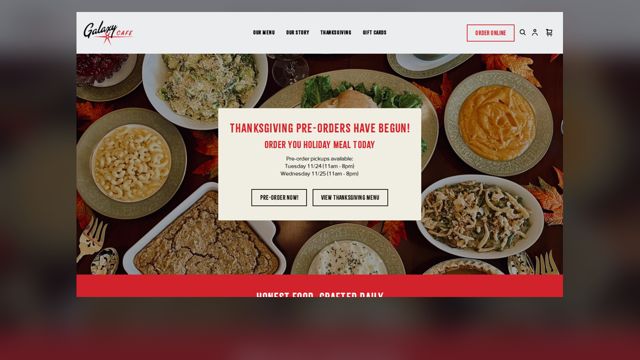 Galaxy CAFE
OUR MENU OUR STORY THANKSGIVING GIFT CARDS
ORDER ONLINE
THANKSGIVING PRE-ORDERS HAVE BEGUN!
ORDER YOU HOLIDAY MEAL TODAY
Pre-order pickups available:
Tuesday 11/24 (11am - 8pm)
Wednesday 11/25 (11am - 8pm)
PRE-ORDER NOW! VIEW THANKSGIVING MENU
HONEST FOOD, CRAFTED DAILY